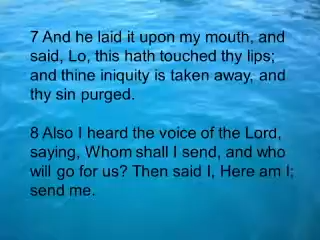 7 And he laid it upon my mouth, and
said, Lo, this hath touched thy lips;
and thine iniquity is taken away, and
thy sin purged.
8 Also I heard the voice of the Lord,
saying, Whom shall I send, and who
will go for us? Then said I, Here am I;
send me.